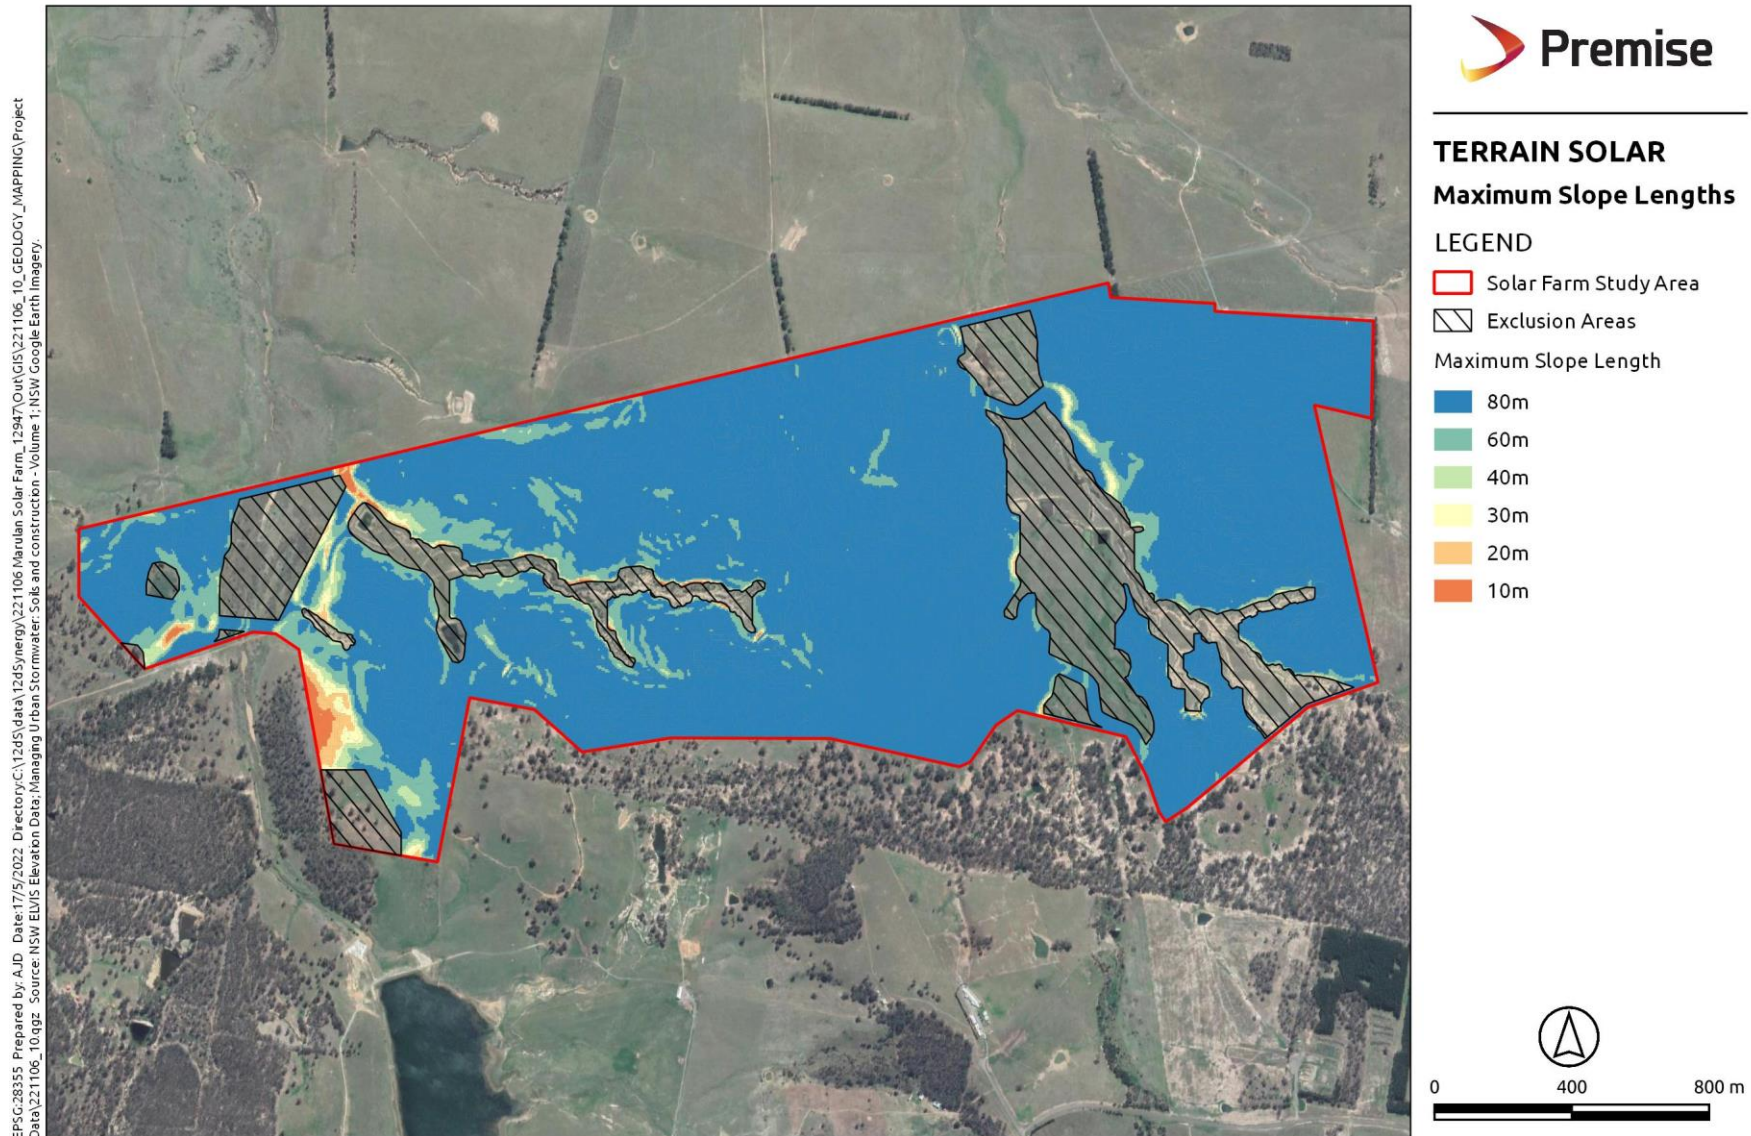 EPSG:28355 Prepared by: AJD Date:17/5/2022 Directory:C:\12dS\data\12dSynergy\221106 Marulan Solar Farm_12947\Out\GIS\221106_10_GEOLOGY_MAPPING\Project
Data\221106_10.qgz Source: NSW ELVIS Elevation Data; Managing Urban Stormwater: Soils and construction - Volume 1; NSW Google Earth Imagery.
Premise
TERRAIN SOLAR
Maximum Slope Lengths
LEGEND
Solar Farm Study Area
Exclusion Areas
Maximum Slope Length
80m
60m
40m
30m
20m
10m
0 400 800 m